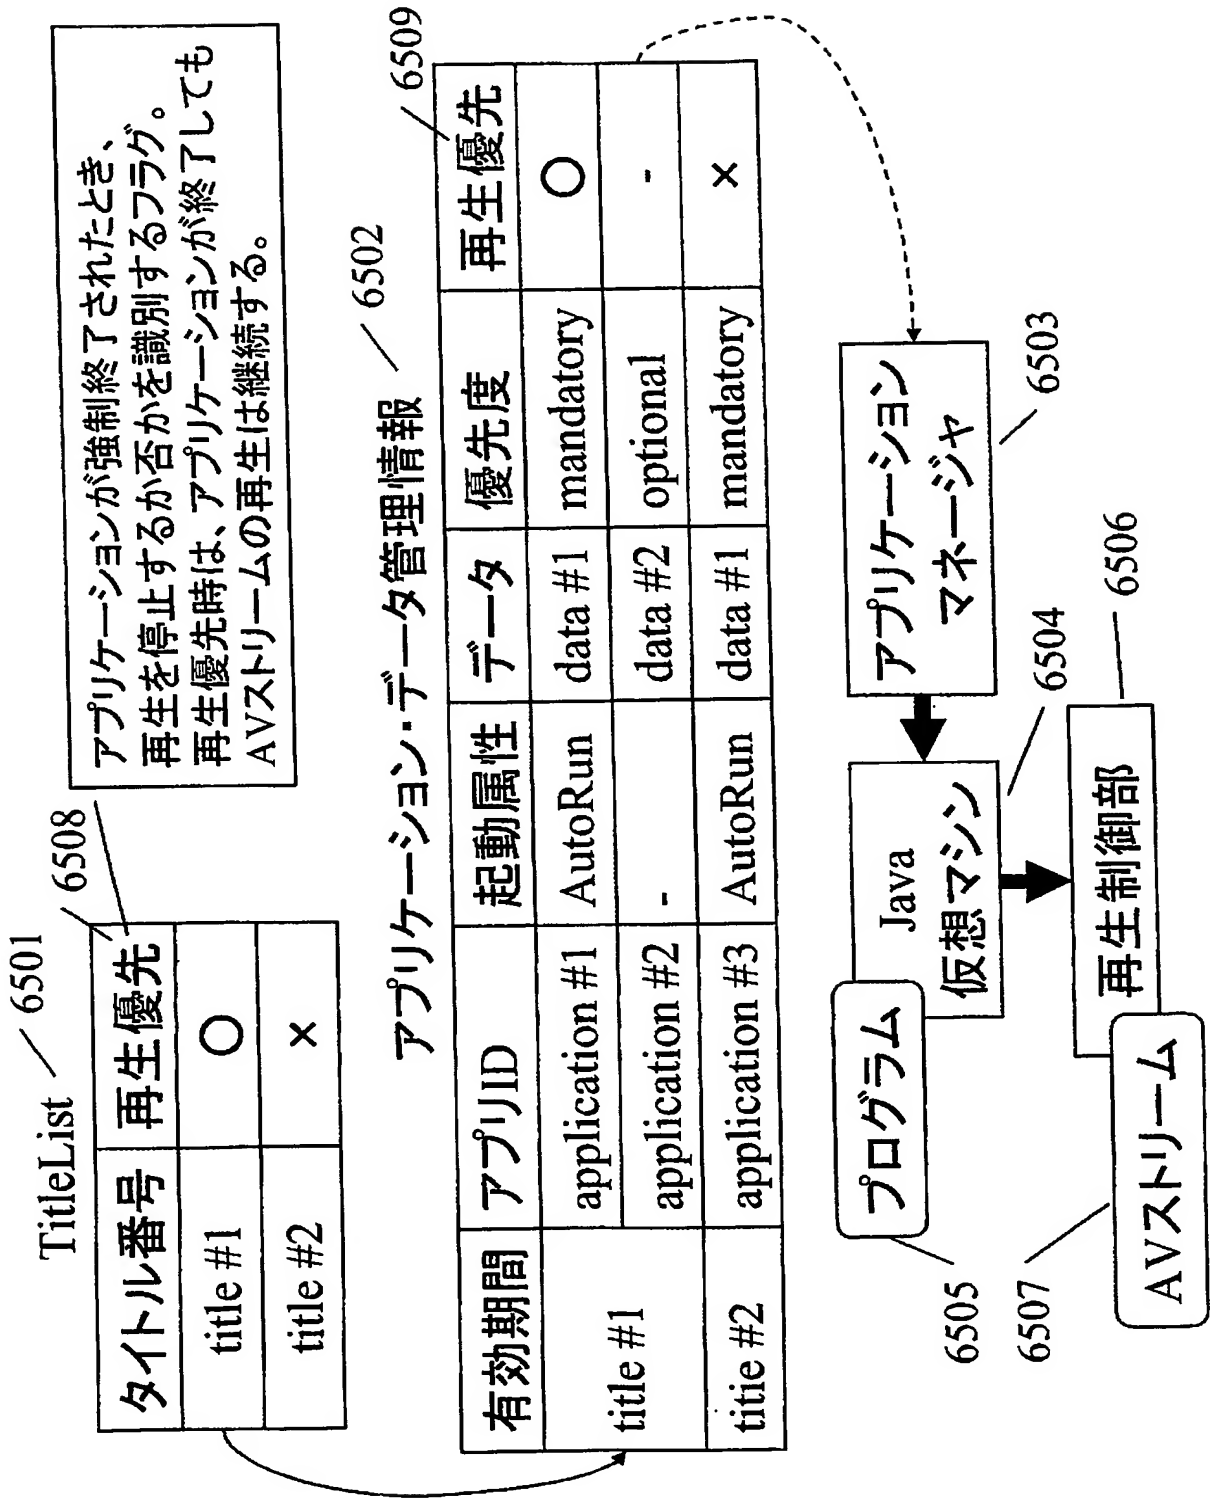 TitleList
6501
6508
タイトル番号 再生優先
title #1 ○
title #2 ×
アプリケーションが強制終了されたとき、
再生を停止するか否かを識別するフラグ。
再生優先時は、アプリケーションが終了しても
AVストリームの再生は継続する。
アプリケーション・データ管理情報
6502
6509
有効期間 アプリID 起動属性 データ 優先度 再生優先
title #1 application #1 AutoRun data #1 mandatory ○
application #2 - data #2 optional -
titie #2 application #3 AutoRun data #1 mandatory ×
プログラム
6505
Java
仮想マシン
6504
アプリケーション
マネージャ
6503
AVストリーム
6507
再生制御部
6506